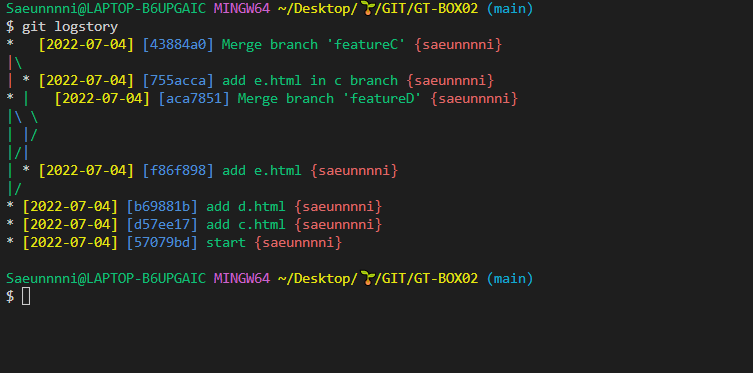 Saeunnnni@LAPTOP-B6UPGAIC MINGW64 ~/Desktop/🌱/GIT/GT-BOX02 (main)
$ git logstory
*   [2022-07-04] [43884a0] Merge branch 'featureC' {saeunnnni}
|\
| * [2022-07-04] [755acca] add e.html in c branch {saeunnnni}
* |   [2022-07-04] [aca7851] Merge branch 'featureD' {saeunnnni}
|\ \
| |/
|/|
| * [2022-07-04] [f86f898] add e.html {saeunnnni}
|/
* [2022-07-04] [b69881b] add d.html {saeunnnni}
* [2022-07-04] [d57ee17] add c.html {saeunnnni}
* [2022-07-04] [57079bd] start {saeunnnni}
Saeunnnni@LAPTOP-B6UPGAIC MINGW64 ~/Desktop/🌱/GIT/GT-BOX02 (main)
$